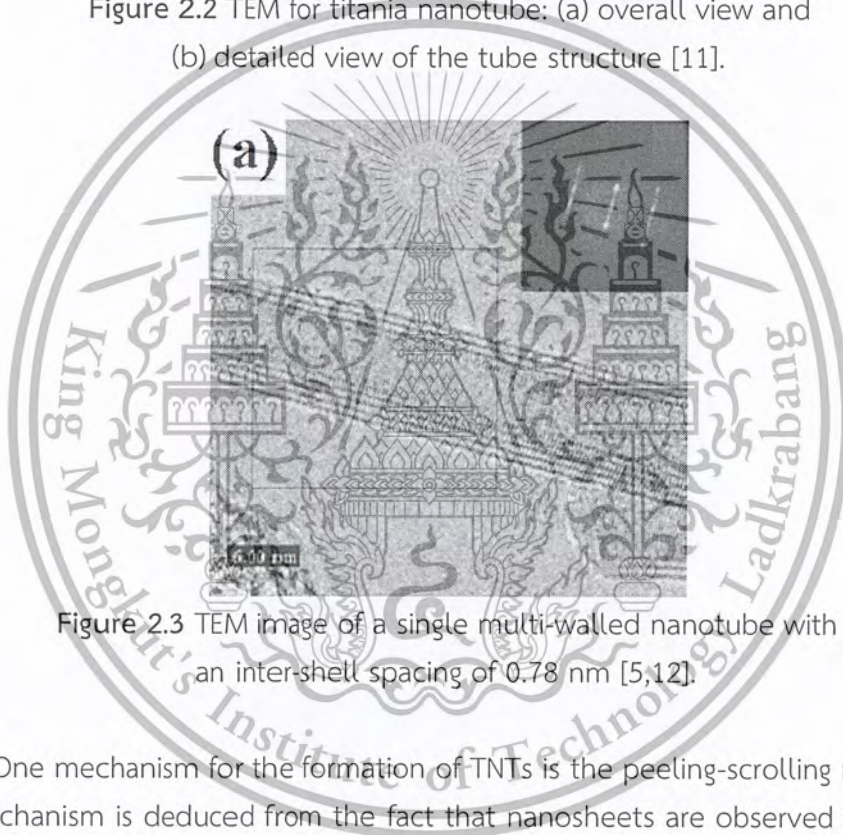 Figure 2.2 TEM for titania nanotube: (a) overall view and
(b) detailed view of the tube structure [11].
(a)
King Mongkut's Institute of Technology Ladkrabang
Figure 2.3 TEM image of a single multi-walled nanotube with
an inter-shell spacing of 0.78 nm [5,12].
One mechanism for the formation of TNTs is the peeling-scrolling
chanism is deduced from the fact that nanosheets are observed